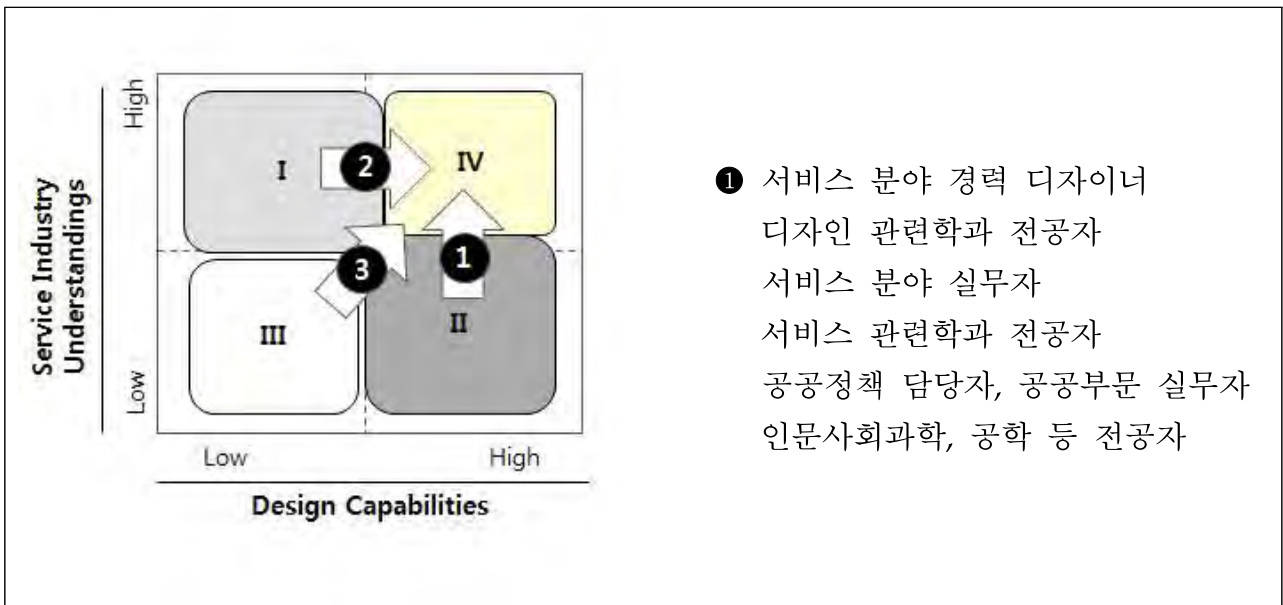 Service Industry
Understandings
High
Low
I
2
IV
3
1
III
II
Low
High
Design Capabilities
❶ 서비스 분야 경력 디자이너
디자인 관련학과 전공자
서비스 분야 실무자
서비스 관련학과 전공자
공공정책 담당자, 공공부문 실무자
인문사회과학, 공학 등 전공자